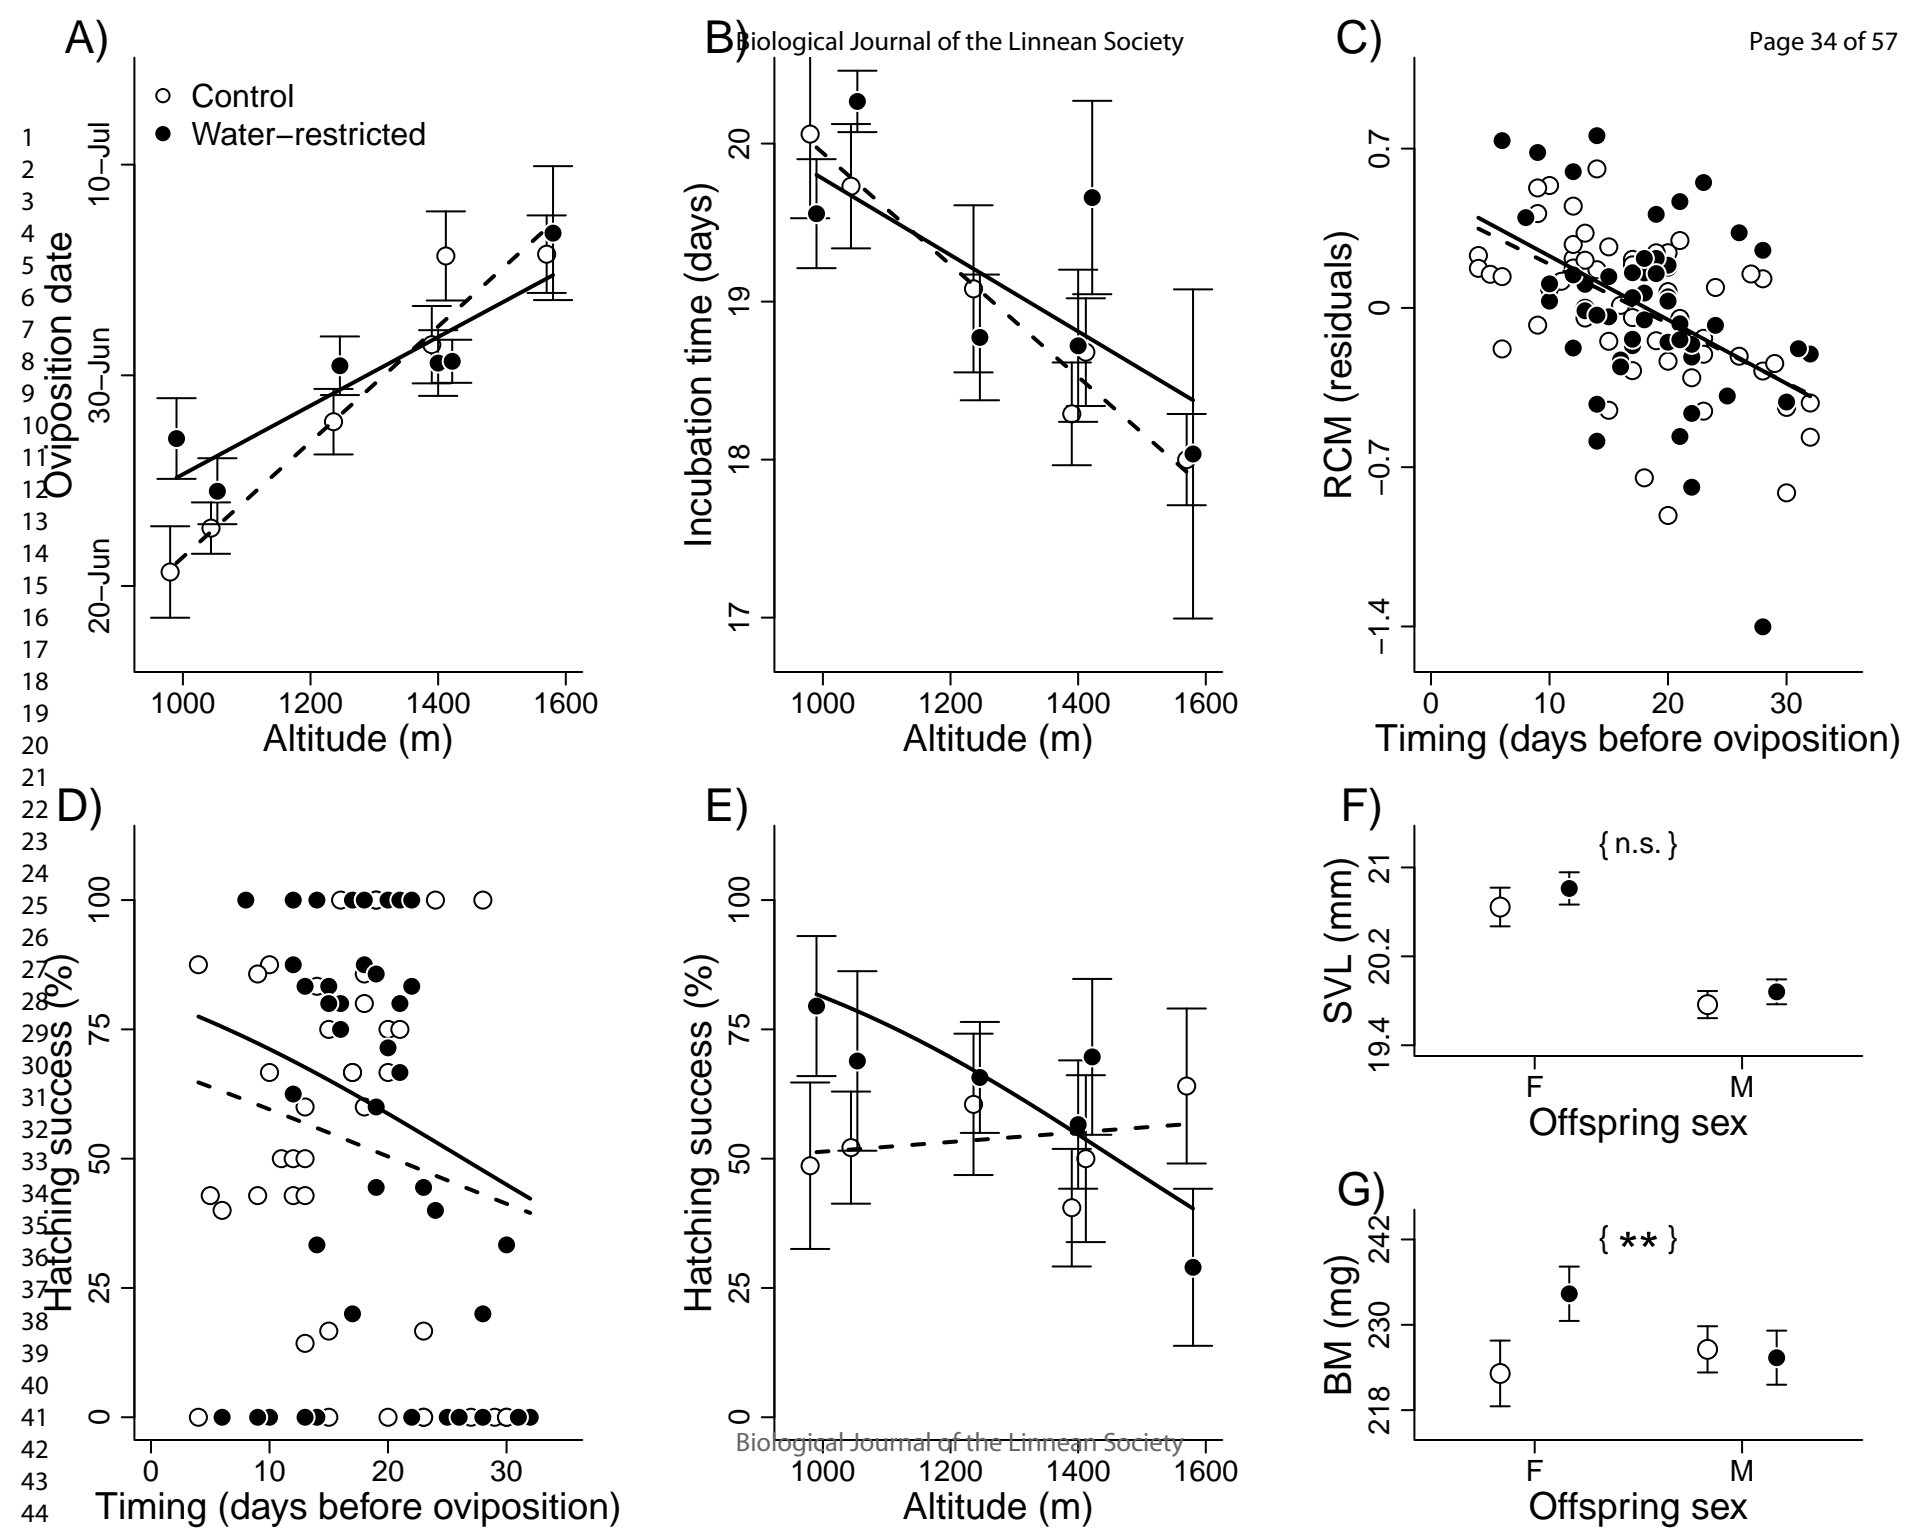 Biological Journal of the Linnean Society
Page 34 of 57
A)
Control
Water−restricted
Oviposition date
10−Jul
30−Jun
20−Jun
1000 1200 1400 1600
Altitude (m)
B)
Incubation time (days)
20
19
18
17
1000 1200 1400 1600
Altitude (m)
C)
RCM (residuals)
0.7
0
−0.7
−1.4
0 10 20 30
Timing (days before oviposition)
D)
Hatching success (%)
100
75
50
25
0
0 10 20 30
Timing (days before oviposition)
E)
Hatching success (%)
100
75
50
25
0
1000 1200 1400 1600
Altitude (m)
F)
{ n.s. }
SVL (mm)
21
20.2
19.4
F M
Offspring sex
G)
{ ** }
BM (mg)
242
230
218
F M
Offspring sex
1
2
3
4
5
6
7
8
9
10
11
12
13
14
15
16
17
18
19
20
21
22
23
24
25
26
27
28
29
30
31
32
33
34
35
36
37
38
39
40
41
42
43
44
Biological Journal of the Linnean Society